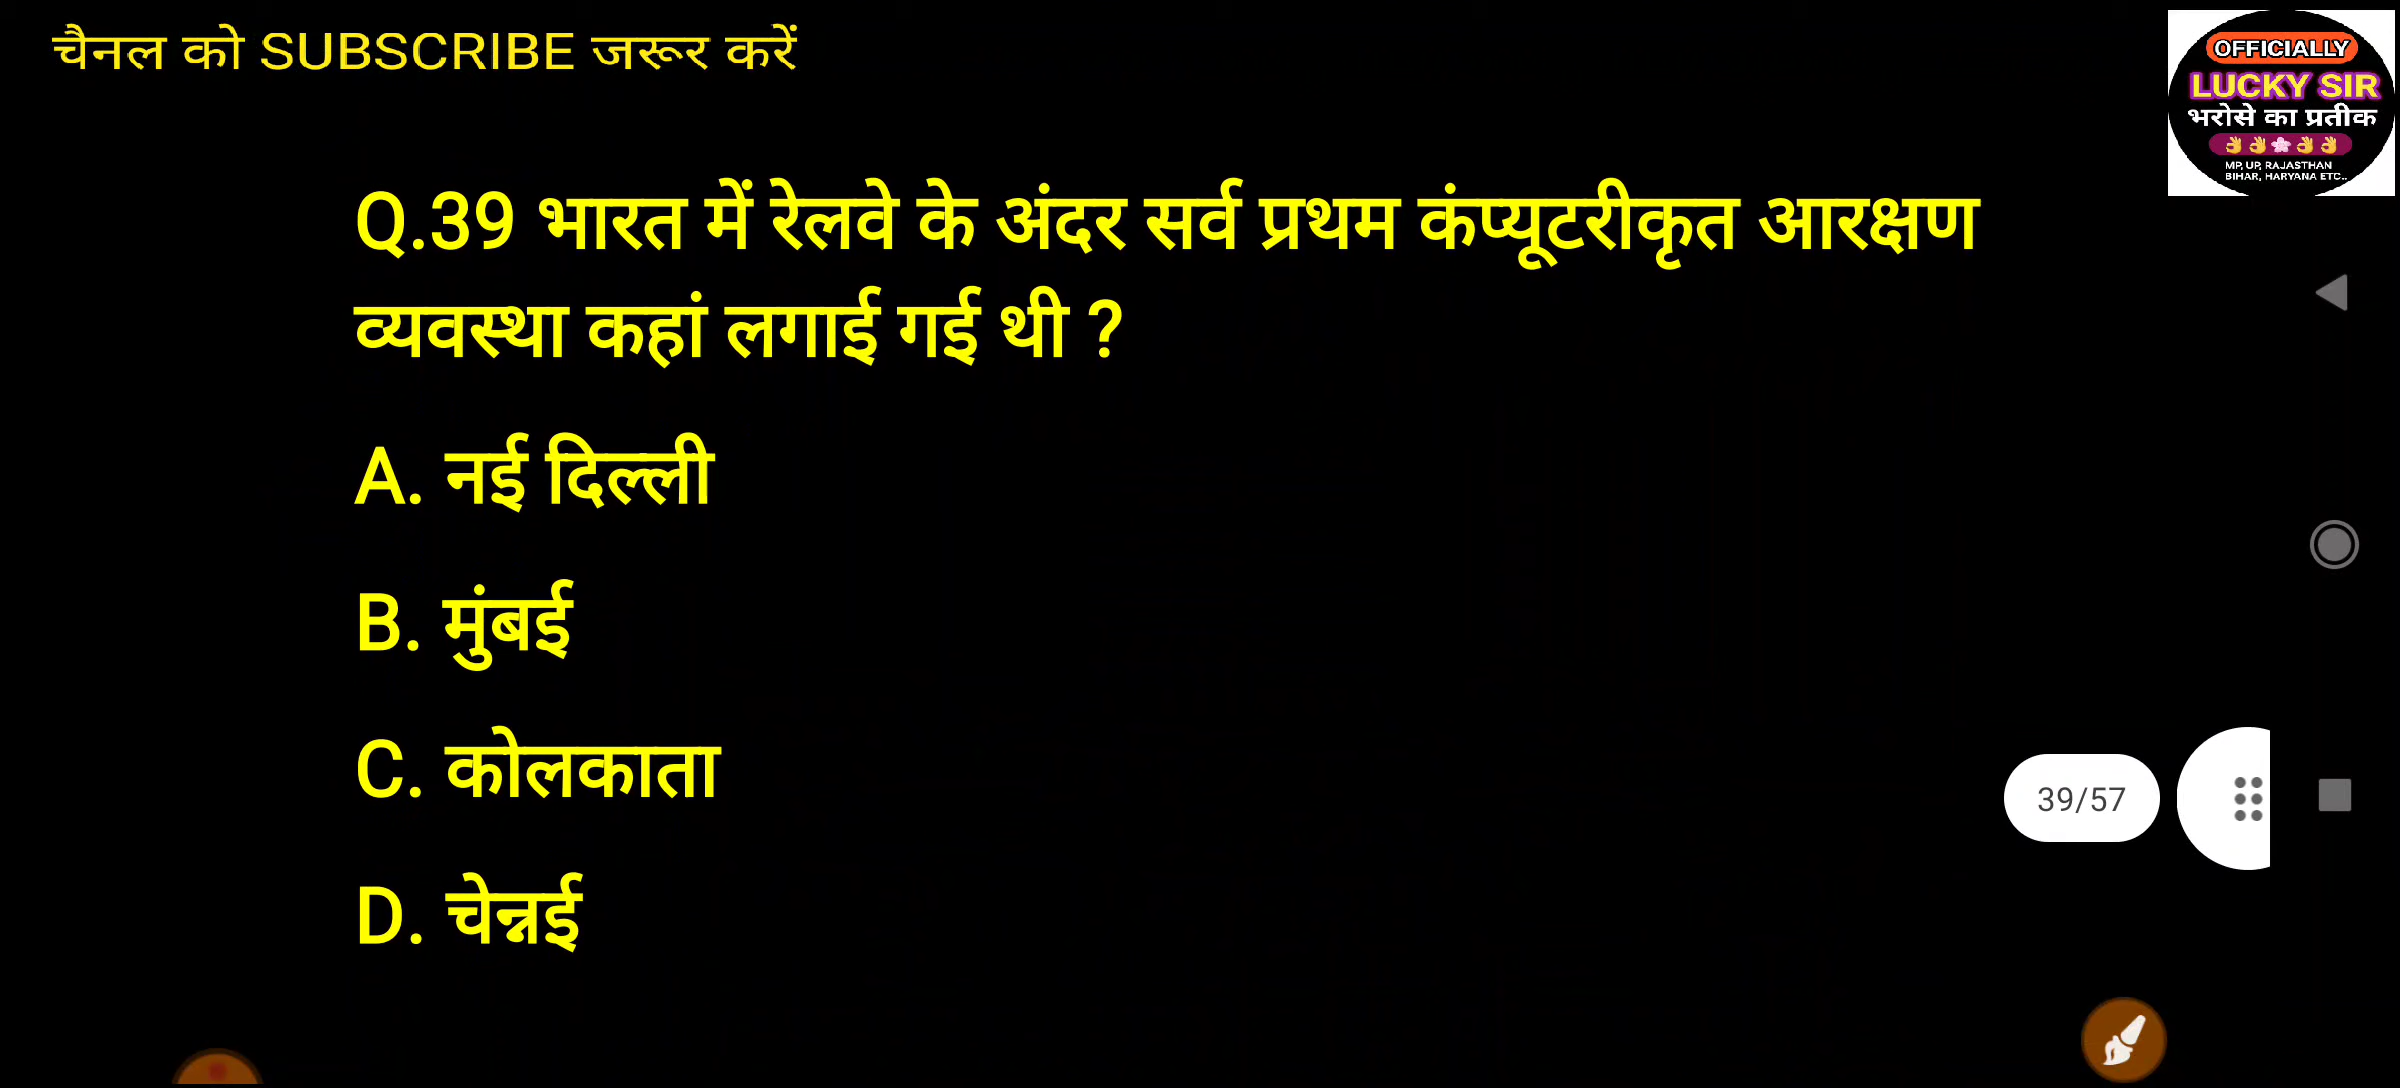 चैनल को SUBSCRIBE जरूर करें
OFFICIALLY
LUCKY SIR
भरोसे का प्रतीक
MP, UP, RAJASTHAN
BIHAR, HARYANA ETC..
Q.39 भारत में रेलवे के अंदर सर्व प्रथम कंप्यूटरीकृत आरक्षण
व्यवस्था कहां लगाई गई थी ?
A. नई दिल्ली
B. मुंबई
C. कोलकाता
D. चेन्नई
39/57